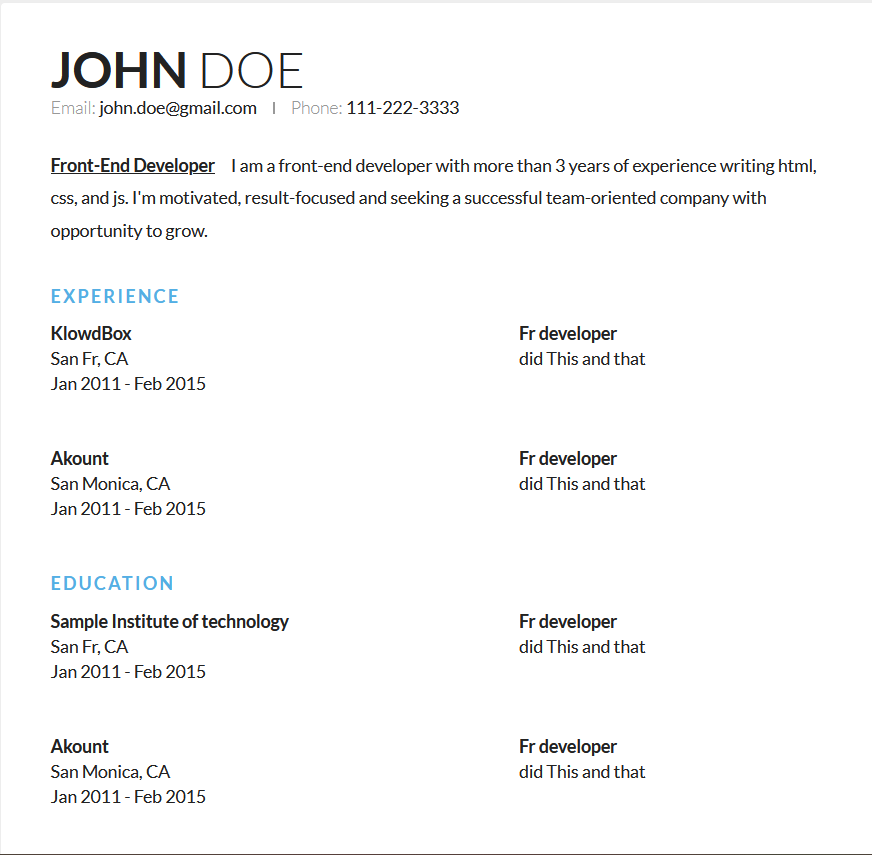 JOHN DOE
Email: john.doe@gmail.com | Phone: 111-222-3333
Front-End Developer I am a front-end developer with more than 3 years of experience writing html,
css, and js. I'm motivated, result-focused and seeking a successful team-oriented company with
opportunity to grow.
EXPERIENCE
KlowdBox Fr developer
San Fr, CA did This and that
Jan 2011 - Feb 2015
Akount Fr developer
San Monica, CA did This and that
Jan 2011 - Feb 2015
EDUCATION
Sample Institute of technology Fr developer
San Fr, CA did This and that
Jan 2011 - Feb 2015
Akount Fr developer
San Monica, CA did This and that
Jan 2011 - Feb 2015